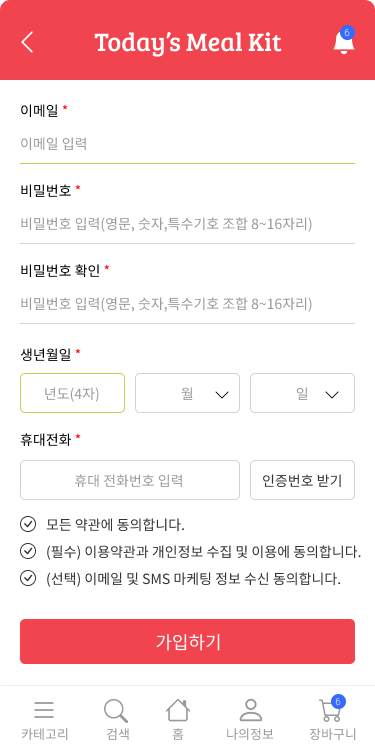 Today's Meal Kit
6
이메일 *
이메일 입력
비밀번호 *
비밀번호 입력(영문, 숫자,특수기호 조합 8~16자리)
비밀번호 확인 *
비밀번호 입력(영문, 숫자,특수기호 조합 8~16자리)
생년월일 *
년도(4자) 월 일
휴대전화 *
휴대 전화번호 입력 인증번호 받기
모든 약관에 동의합니다.
(필수) 이용약관과 개인정보 수집 및 이용에 동의합니다.
(선택) 이메일 및 SMS 마케팅 정보 수신 동의합니다.
가입하기
6
카테고리 검색 홈 나의정보 장바구니